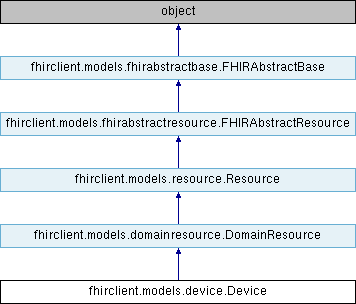 object
fhirclient.models.fhirabstractbase.FHIRAbstractBase
fhirclient.models.fhirabstractresource.FHIRAbstractResource
fhirclient.models.resource.Resource
fhirclient.models.domainresource.DomainResource
fhirclient.models.device.Device